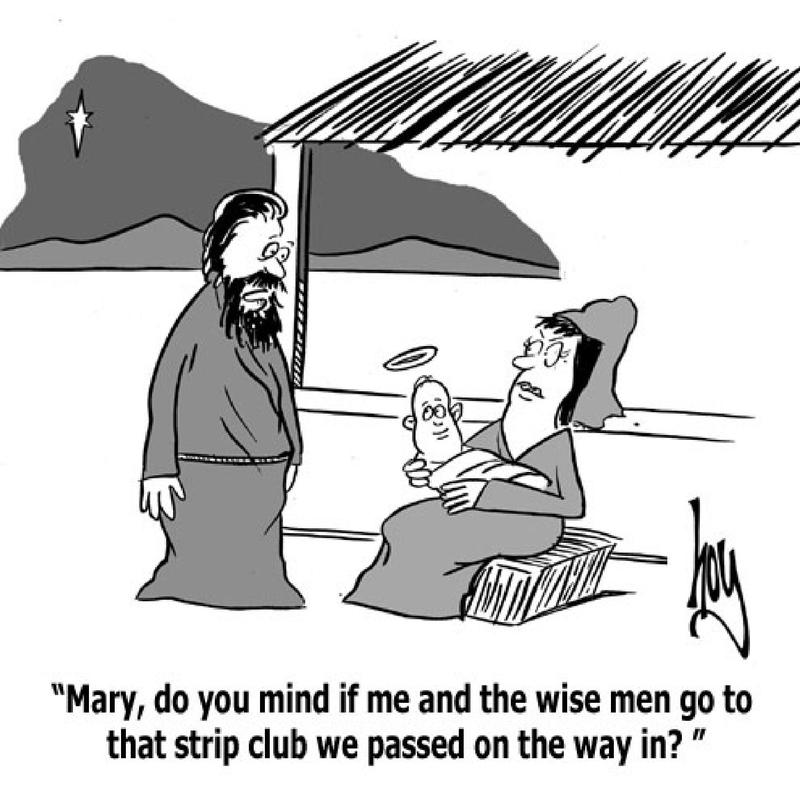 hoy
“Mary, do you mind if me and the wise men go to
that strip club we passed on the way in? ”